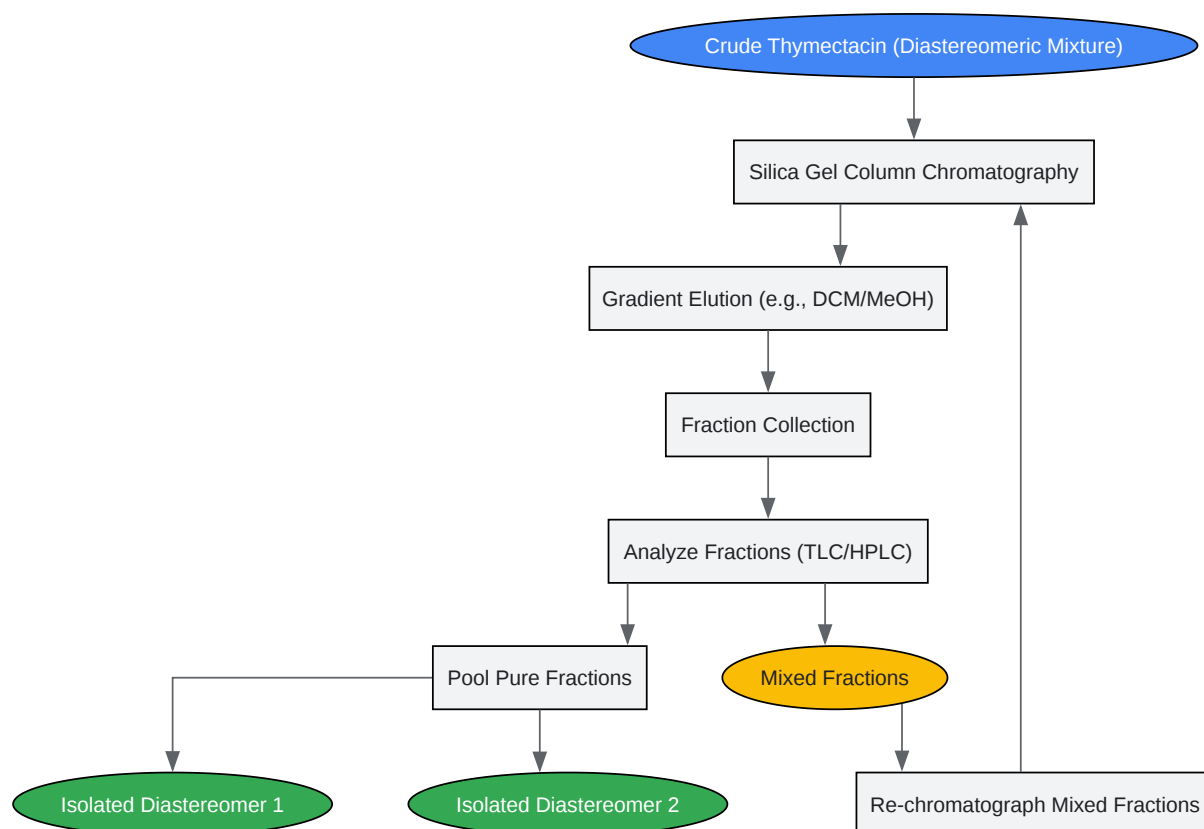 Crude Thymectacin (Diastereomeric Mixture)
Silica Gel Column Chromatography
Gradient Elution (e.g., DCM/MeOH)
Fraction Collection
Analyze Fractions (TLC/HPLC)
Pool Pure Fractions
Mixed Fractions
Isolated Diastereomer 1
Isolated Diastereomer 2
Re-chromatograph Mixed Fractions